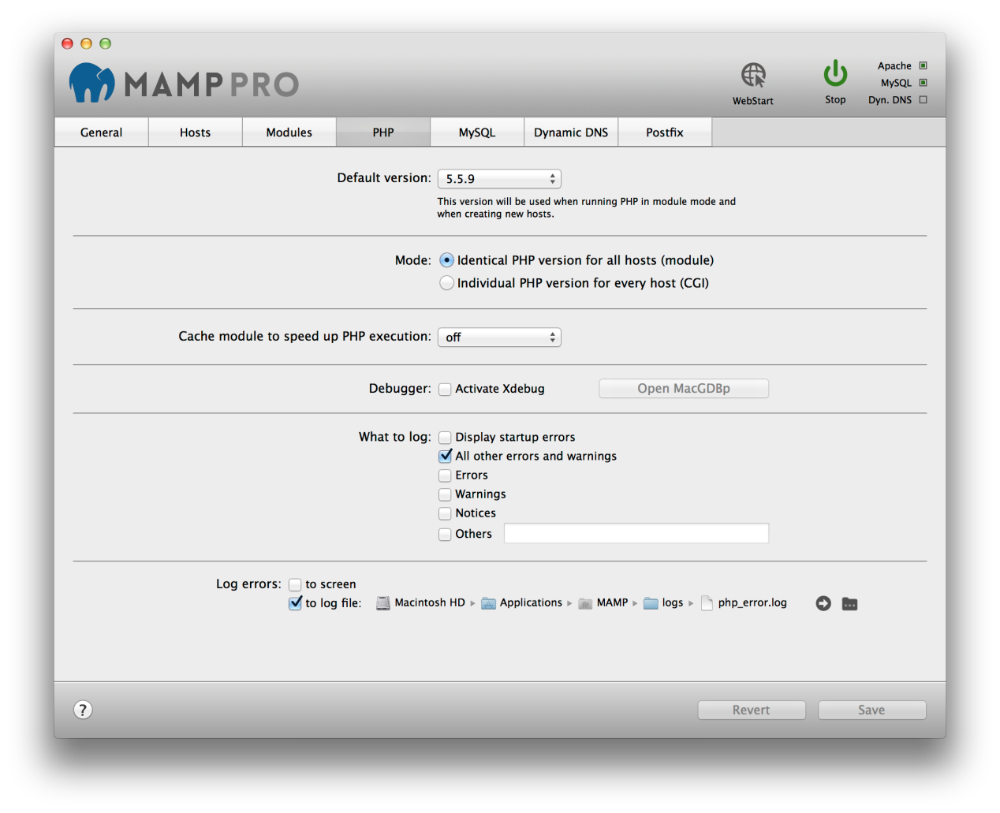 MAMP PRO
WebStart
Stop
Apache
MySQL
Dyn. DNS
General Hosts Modules PHP MySQL Dynamic DNS Postfix
Default version: 5.5.9
This version will be used when running PHP in module mode and
when creating new hosts.
Mode: Identical PHP version for all hosts (module)
Individual PHP version for every host (CGI)
Cache module to speed up PHP execution: off
Debugger: Activate Xdebug Open MacGDBp
What to log: Display startup errors
All other errors and warnings
Errors
Warnings
Notices
Others
Log errors: to screen
to log file: Macintosh HD Applications MAMP logs php_error.log
? Revert Save